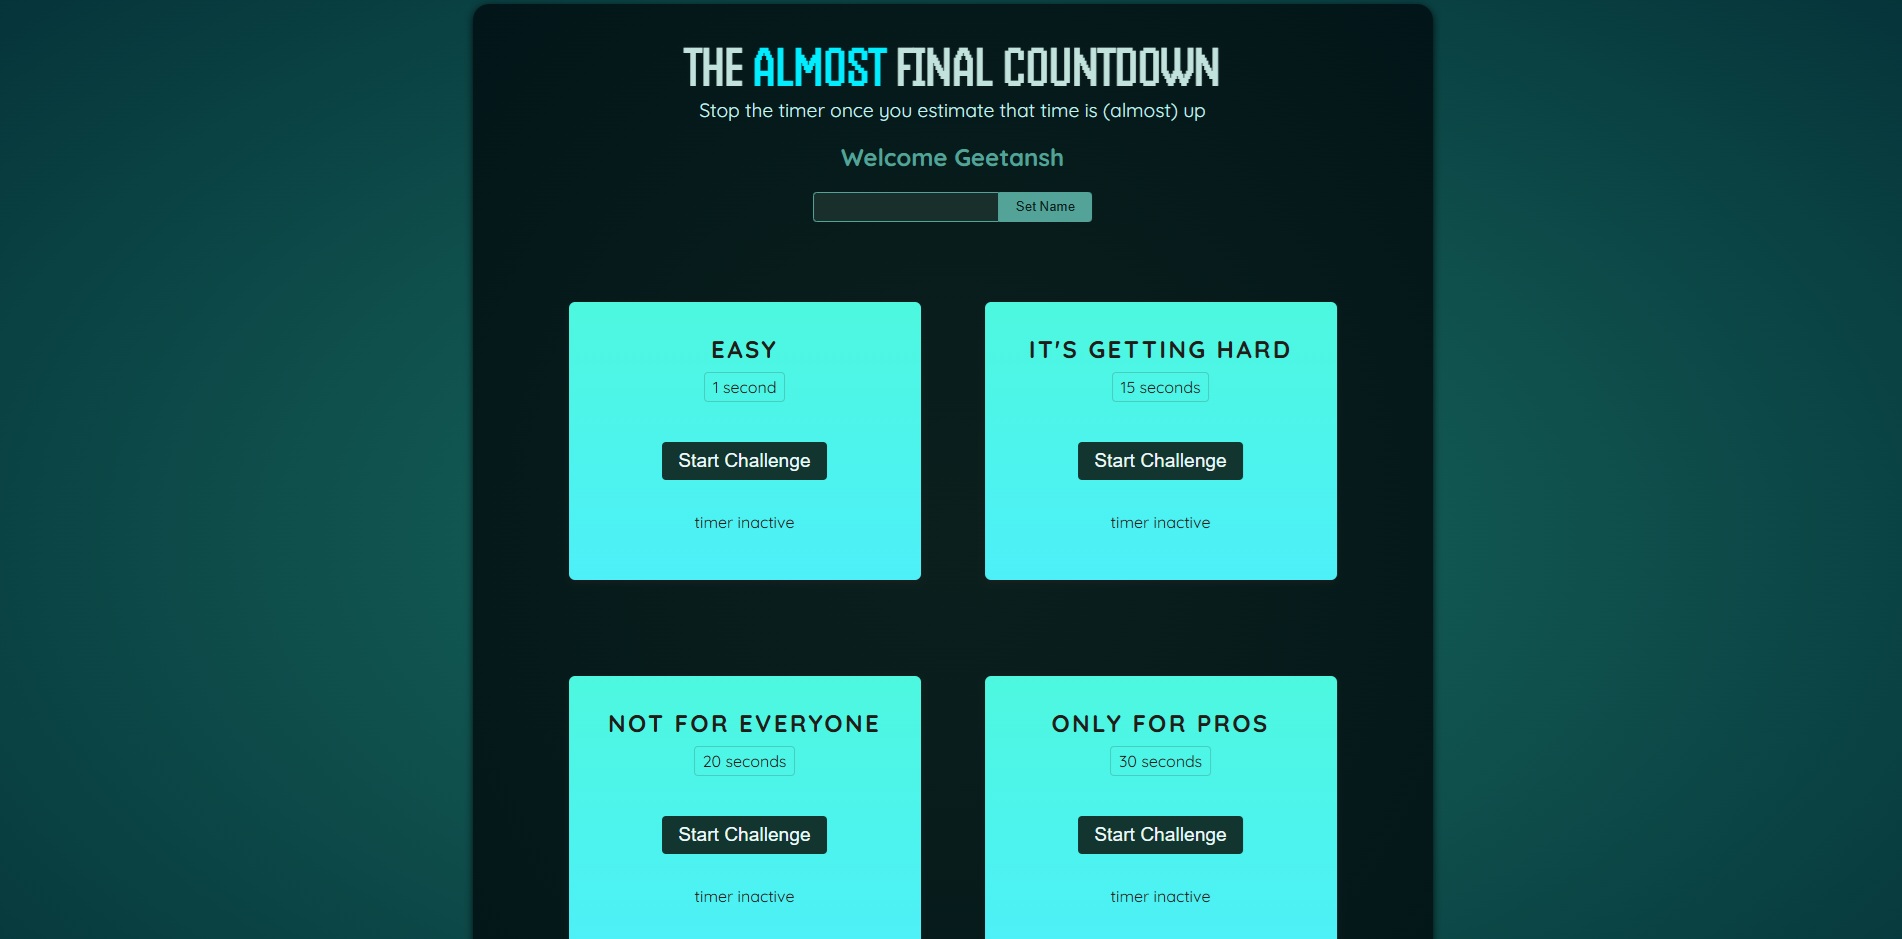 THE ALMOST FINAL COUNTDOWN
Stop the timer once you estimate that time is (almost) up
Welcome Geetansh
Set Name
EASY
1 second
Start Challenge
timer inactive
IT'S GETTING HARD
15 seconds
Start Challenge
timer inactive
NOT FOR EVERYONE
20 seconds
Start Challenge
timer inactive
ONLY FOR PROS
30 seconds
Start Challenge
timer inactive